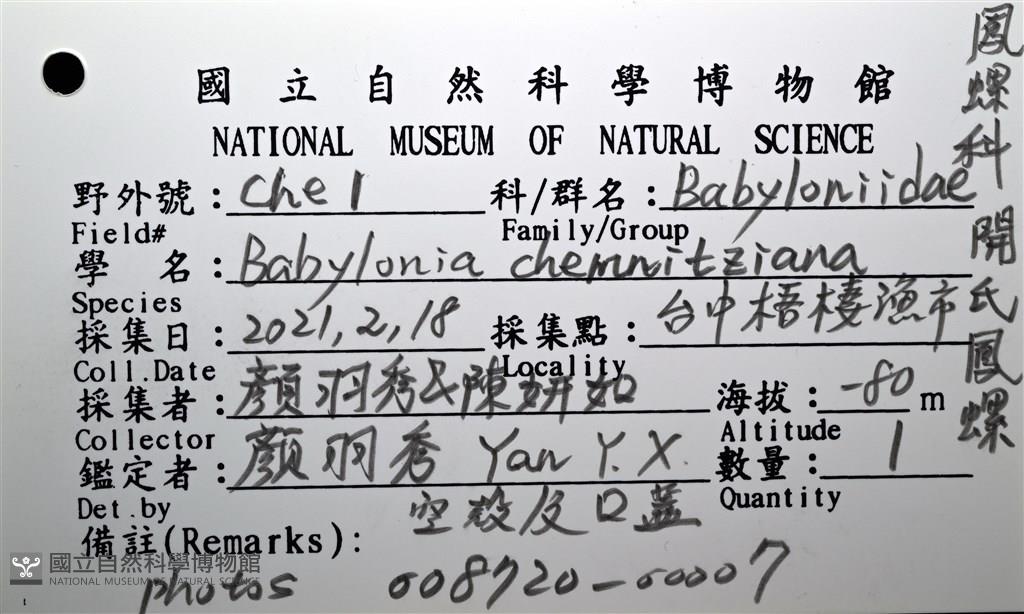 國立自然科學博物館
NATIONAL MUSEUM OF NATURAL SCIENCE
野外號：Che 1 科/群名：Babyloniidae
Field# Family/Group
學名：Babylonia chemnitziana
Species
採集日：2021,2,18 採集點：台中梧棲漁市
Coll.Date Locality
採集者：顏羽秀&陳妍如 海拔：-80 m
Collector Altitude
鑑定者：顏羽秀 Yan Y.X. 數量：1
Det.by Quantity
空殼及口蓋
備註(Remarks):
photos 008720-00007
鳳螺科 開氏鳳螺
國立自然科學博物館
NATIONAL MUSEUM OF NATURAL SCIENCE